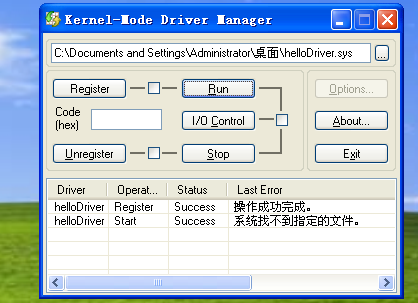 Kernel-Mode Driver Manager
C:\Documents and Settings\Administrator\桌面\helloDriver.sys
...
Register
Run
Options...
Code
(hex)
I/O Control
About...
Unregister
Stop
Exit
Driver Operat... Status Last Error
helloDriver Register Success 操作成功完成。
helloDriver Start Success 系统找不到指定的文件。